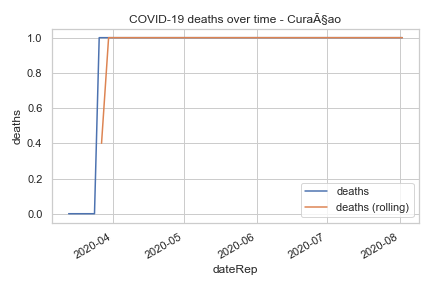 COVID-19 deaths over time - CuraÃ§ao
1.0
0.8
0.6
0.4
0.2
0.0
deaths
deaths
deaths (rolling)
2020-04
2020-05
2020-06
2020-07
2020-08
dateRep